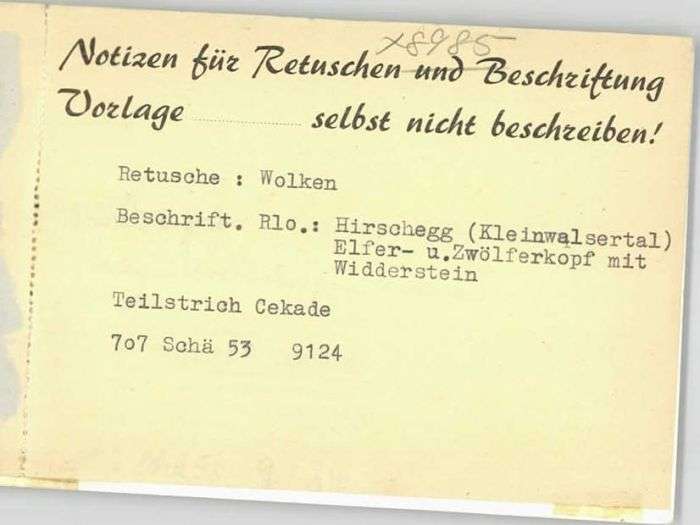 x8985
Notizen für Retuschen und Beschriftung
Vorlage .............. selbst nicht beschreiben!
Retusche : Wolken
Beschrift. Rlo.: Hirschegg (Kleinwalsertal)
Elfer- u.Zwölferkopf mit
Widderstein
Teilstrich Cekade
7o7 Schä 53 9124